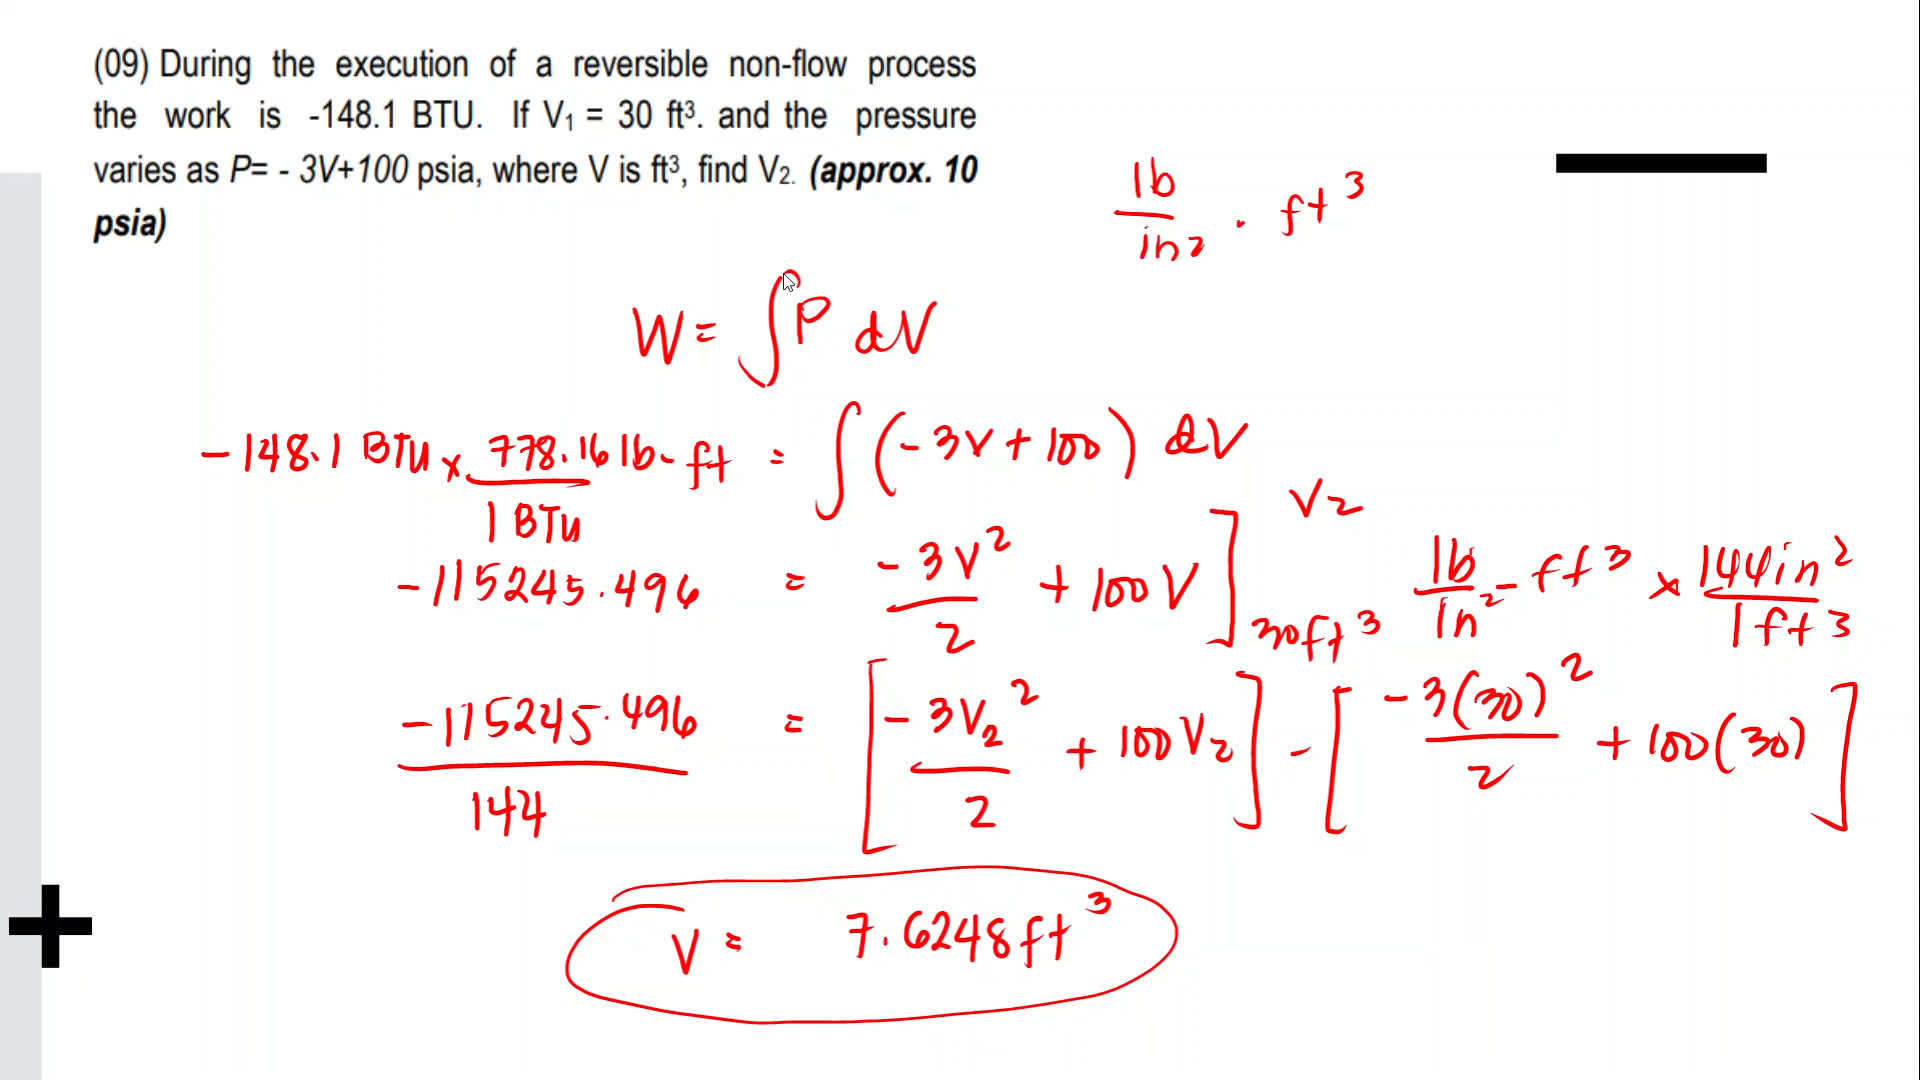 (09) During the execution of a reversible non-flow process
the work is -148.1 BTU. If V₁ = 30 ft³. and the pressure
varies as P= - 3V+100 psia, where V is ft³, find V₂. (approx. 10
psia)
lb/in2 · ft3
W = ∫P dV
-148.1 BTU x 778.16 lb-ft/1 BTU = ∫(-3V+100) dV
-115245.496 = -3V²/2 + 100V]30ft3 V2 lb/in² - ft3 x 144in²/1ft3
-115245.496/144 = [-3V₂²/2 + 100V2] - [-3(30)²/2 + 100(30)]
V = 7.6248ft³